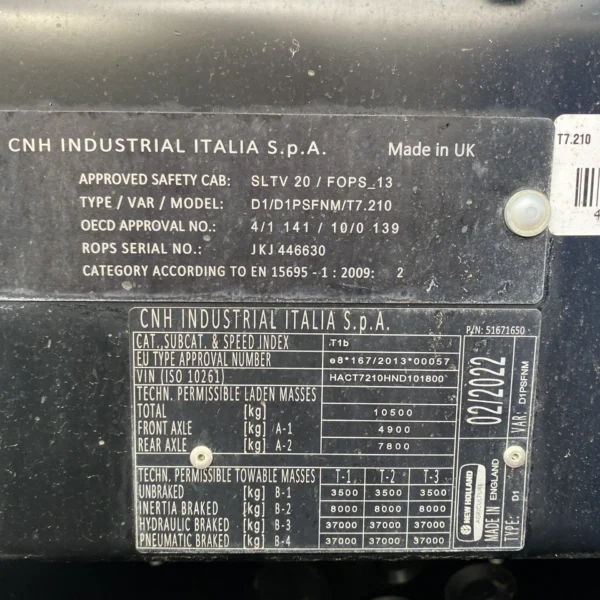 CNH INDUSTRIAL ITALIA S.p.A. Made in UK
APPROVED SAFETY CAB: SLTV 20 / FOPS_13
TYPE / VAR / MODEL: D1/D1PSFNM/T7.210
OECD APPROVAL NO.: 4/1 141 / 10/0 139
ROPS SERIAL NO.: JKJ446630
CATEGORY ACCORDING TO EN 15695 -1 : 2009: 2
T7.210
4
CNH INDUSTRIAL ITALIA S.p.A. P/N: 51671650
CAT.,SUBCAT. & SPEED INDEX T1b
EU TYPE APPROVAL NUMBER e8*167/2013*00057
VIN (ISO 10261) HACT7210HND101800
TECHN. PERMISSIBLE LADEN MASSES
TOTAL [kg] 10500
FRONT AXLE [kg] A-1 4900
REAR AXLE [kg] A-2 7800
TECHN. PERMISSIBLE TOWABLE MASSES T-1 T-2 T-3
UNBRAKED [kg] B-1 3500 3500 3500
INERTIA BRAKED [kg] B-2 8000 8000 8000
HYDRAULIC BRAKED [kg] B-3 37000 37000 37000
PNEUMATIC BRAKED [kg] B-4 37000 37000 37000
02/2022
NEW HOLLAND
AGRICULTURE
MADE IN ENGLAND
TYPE: D1
VAR: D1PSFNM